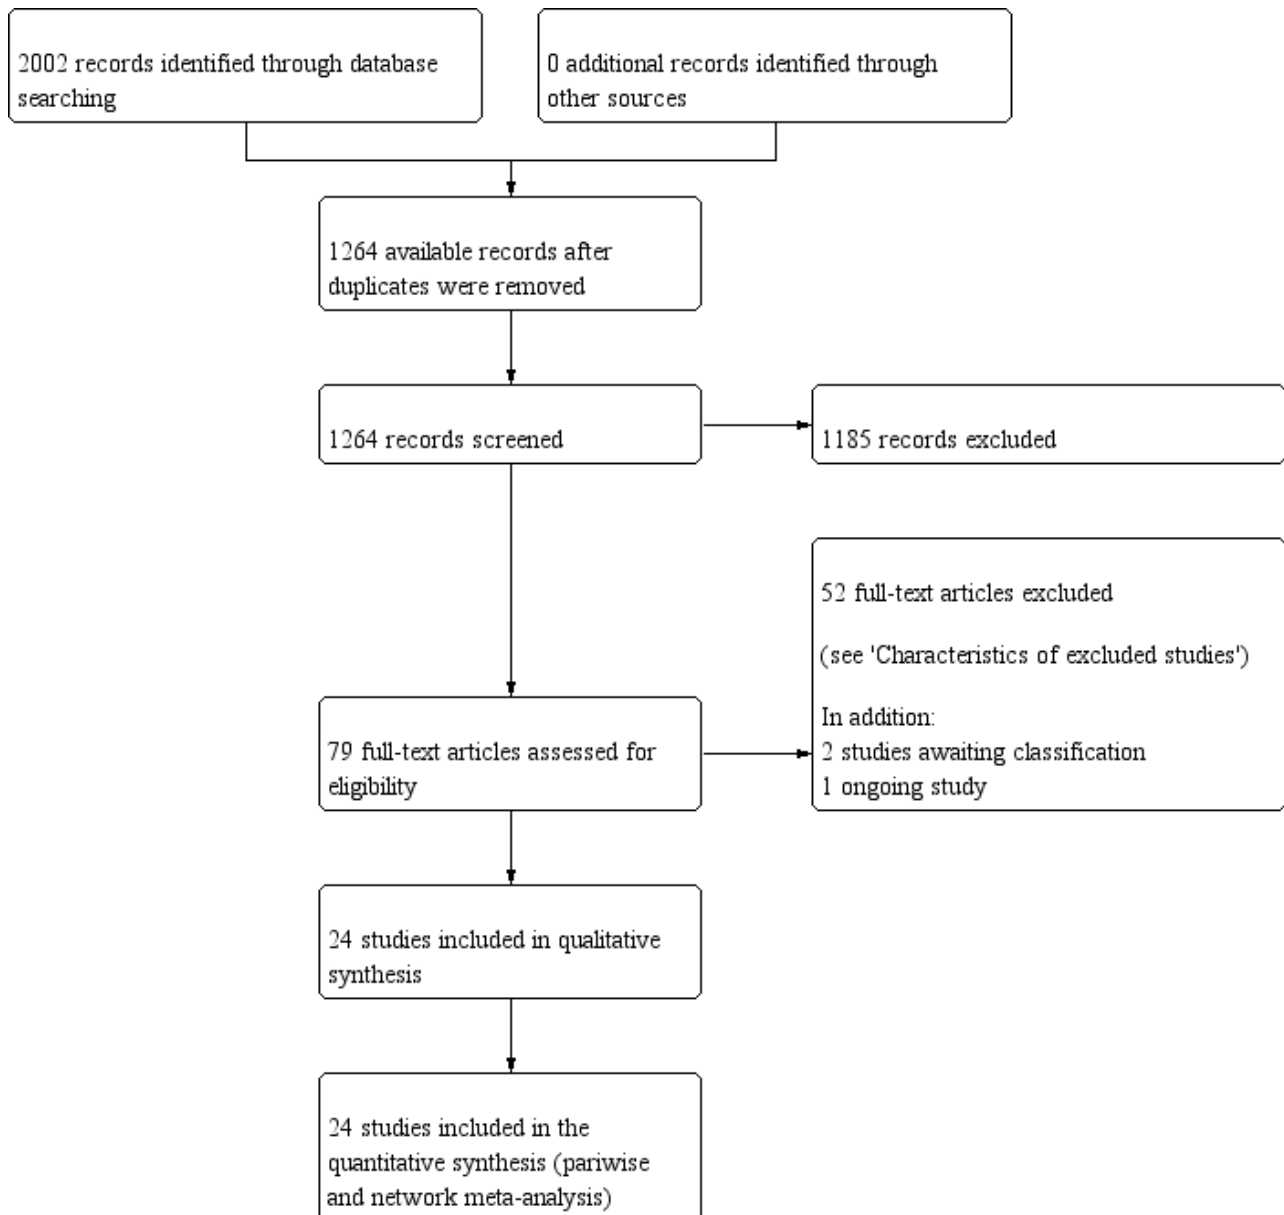 2002 records identified through database
searching
0 additional records identified through
other sources
1264 available records after
duplicates were removed
1264 records screened
1185 records excluded
52 full-text articles excluded
(see 'Characteristics of excluded studies')
In addition:
2 studies awaiting classification
1 ongoing study
79 full-text articles assessed for
eligibility
24 studies included in qualitative
synthesis
24 studies included in the
quantitative synthesis (pariwise
and network meta-analysis)